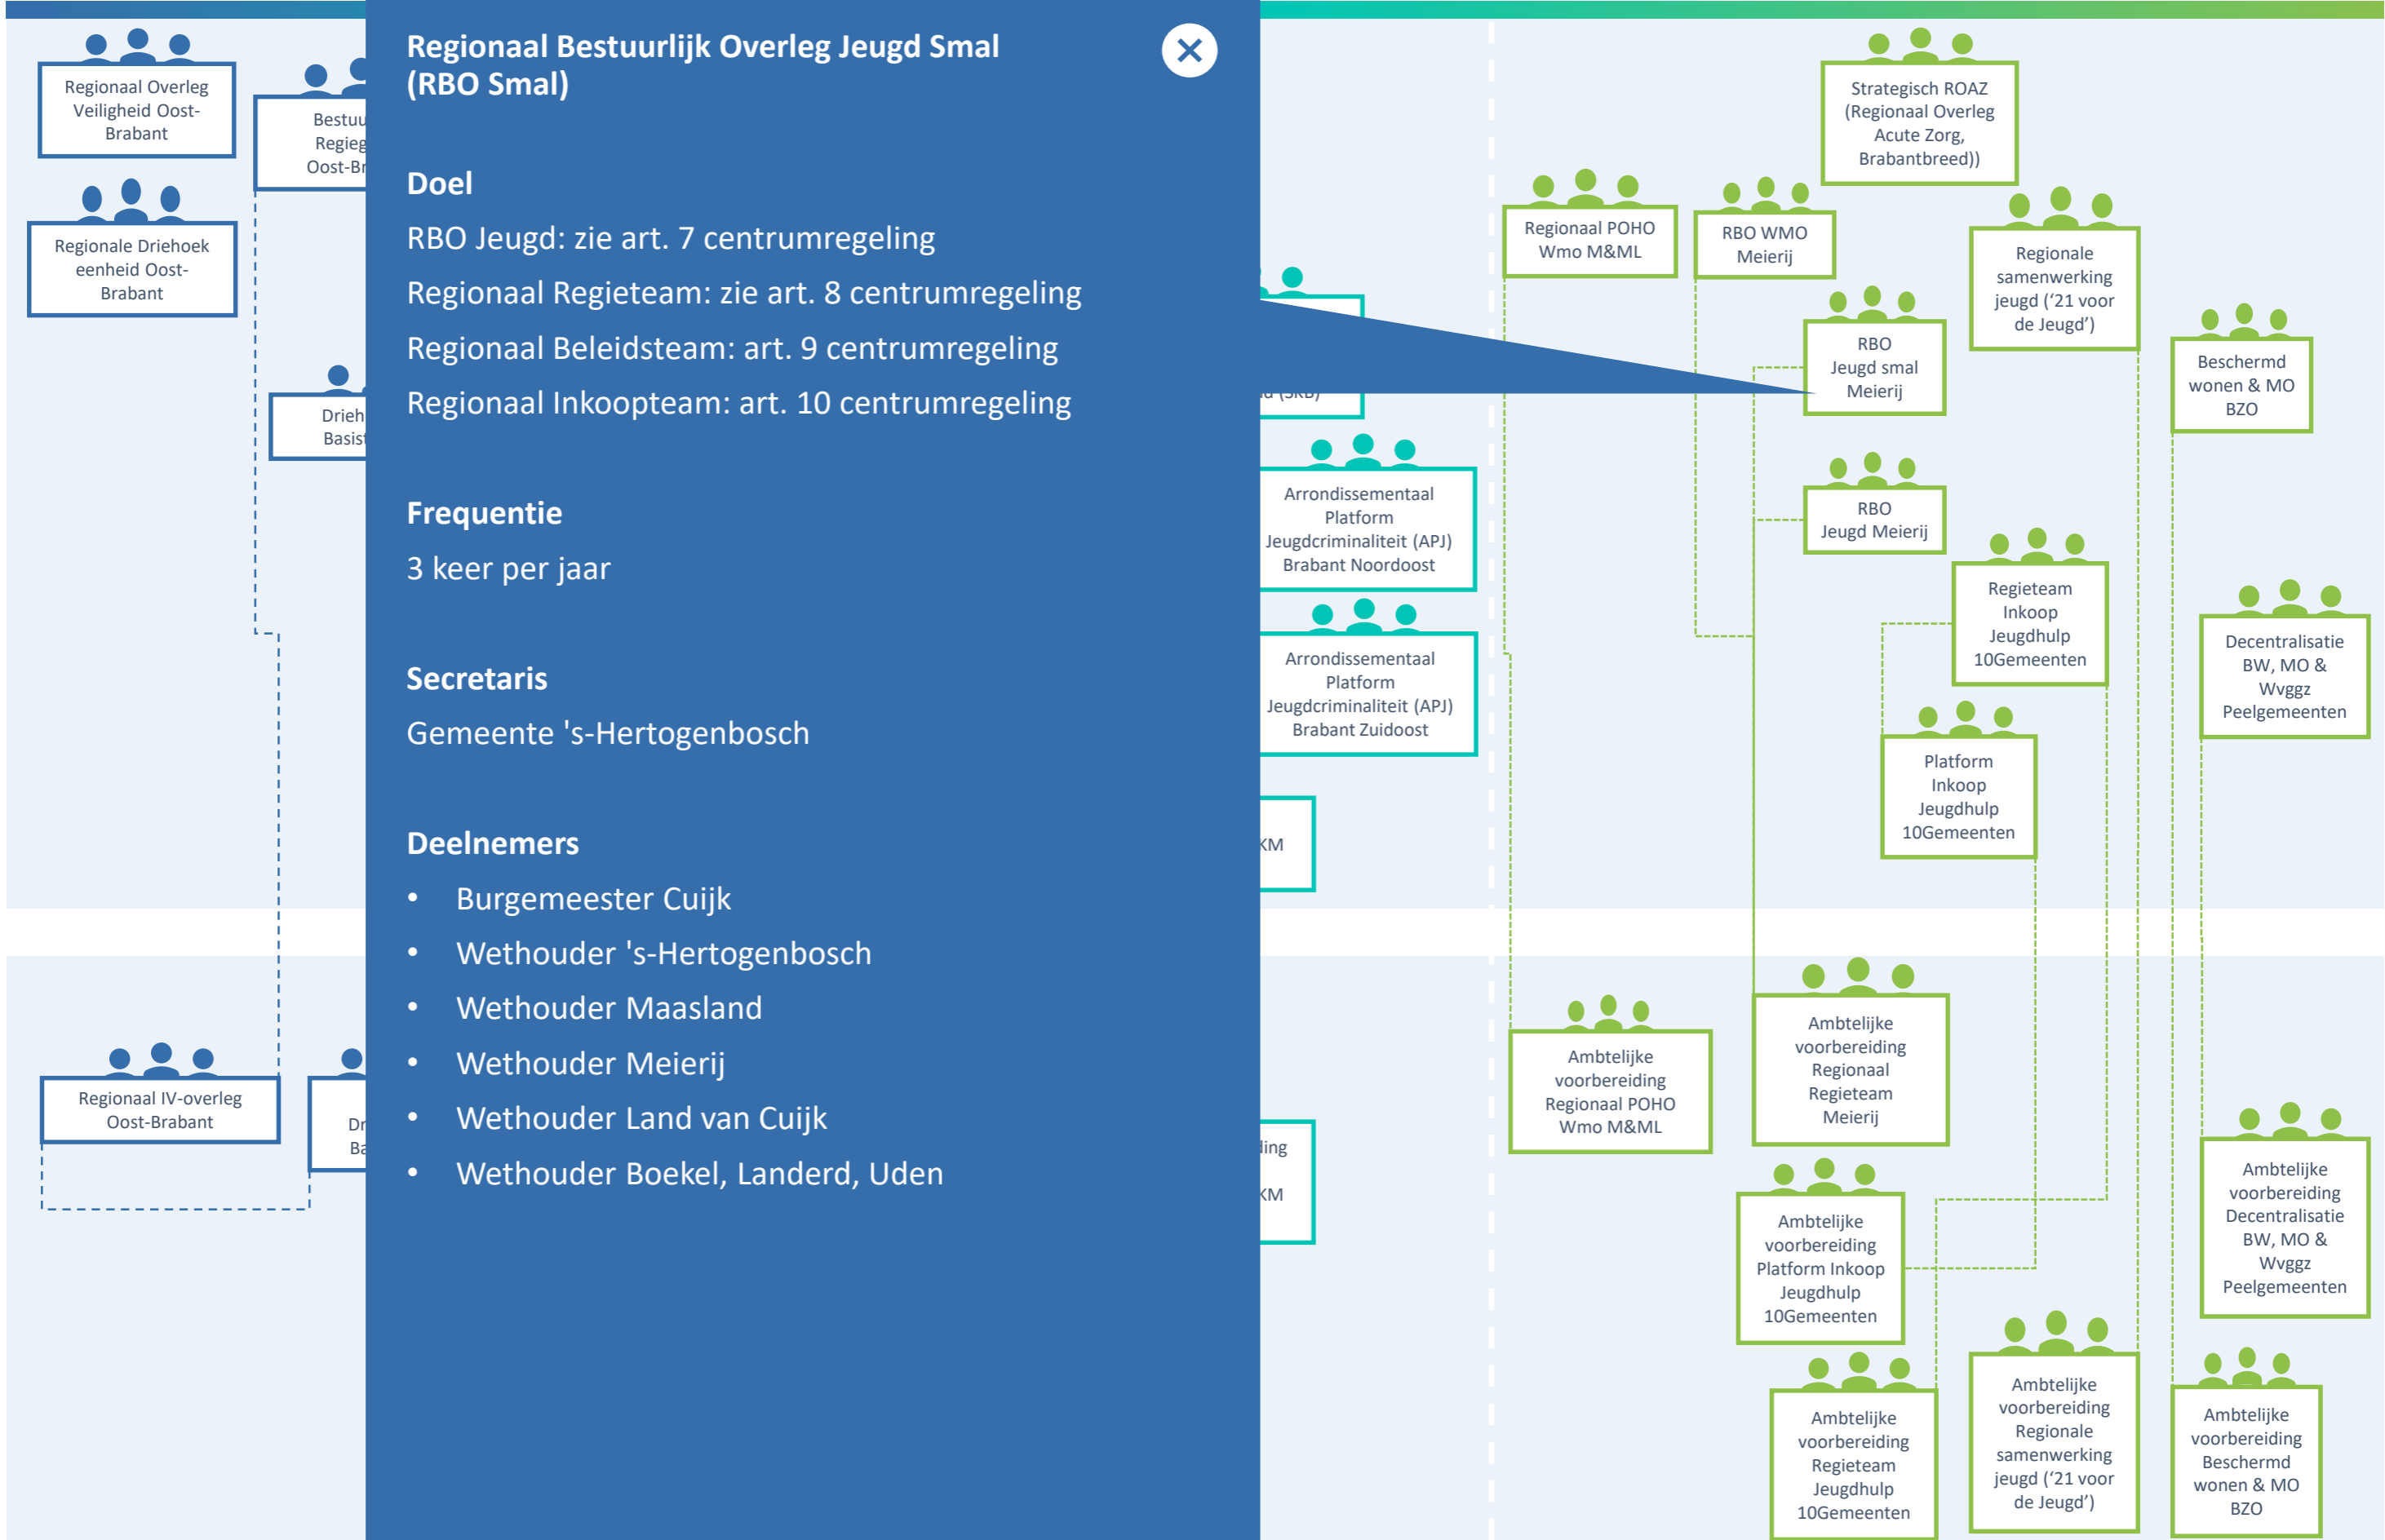 Regionaal Bestuurlijk Overleg Jeugd Smal
(RBO Smal)
Doel
RBO Jeugd: zie art. 7 centrumregeling
Regionaal Regieteam: zie art. 8 centrumregeling
Regionaal Beleidsteam: art. 9 centrumregeling
Regionaal Inkoopteam: art. 10 centrumregeling
Frequentie
3 keer per jaar
Secretaris
Gemeente 's-Hertogenbosch
Deelnemers
• Burgemeester Cuijk
• Wethouder 's-Hertogenbosch
• Wethouder Maasland
• Wethouder Meierij
• Wethouder Land van Cuijk
• Wethouder Boekel, Landerd, Uden
Regionaal Overleg
Veiligheid Oost-
Brabant
Regionale Driehoek
eenheid Oost-
Brabant
Regionaal IV-overleg
Oost-Brabant
Arrondissementaal
Platform
Jeugdcriminaliteit (APJ)
Brabant Noordoost
Arrondissementaal
Platform
Jeugdcriminaliteit (APJ)
Brabant Zuidoost
KM
KM
Strategisch ROAZ
(Regionaal Overleg
Acute Zorg,
Brabantbreed))
Regionaal POHO
Wmo M&ML
RBO WMO
Meierij
Regionale
samenwerking
jeugd (‘21 voor
de Jeugd’)
RBO
Jeugd smal
Meierij
Beschermd
wonen & MO
BZO
RBO
Jeugd Meierij
Regieteam
Inkoop
Jeugdhulp
10Gemeenten
Decentralisatie
BW, MO &
Wvggz
Peelgemeenten
Platform
Inkoop
Jeugdhulp
10Gemeenten
Ambtelijke
voorbereiding
Regionaal POHO
Wmo M&ML
Ambtelijke
voorbereiding
Regionaal
Regieteam
Meierij
Ambtelijke
voorbereiding
Decentralisatie
BW, MO &
Wvggz
Peelgemeenten
Ambtelijke
voorbereiding
Platform Inkoop
Jeugdhulp
10Gemeenten
Ambtelijke
voorbereiding
Regieteam
Jeugdhulp
10Gemeenten
Ambtelijke
voorbereiding
Regionale
samenwerking
jeugd (‘21 voor
de Jeugd’)
Ambtelijke
voorbereiding
Beschermd
wonen & MO
BZO